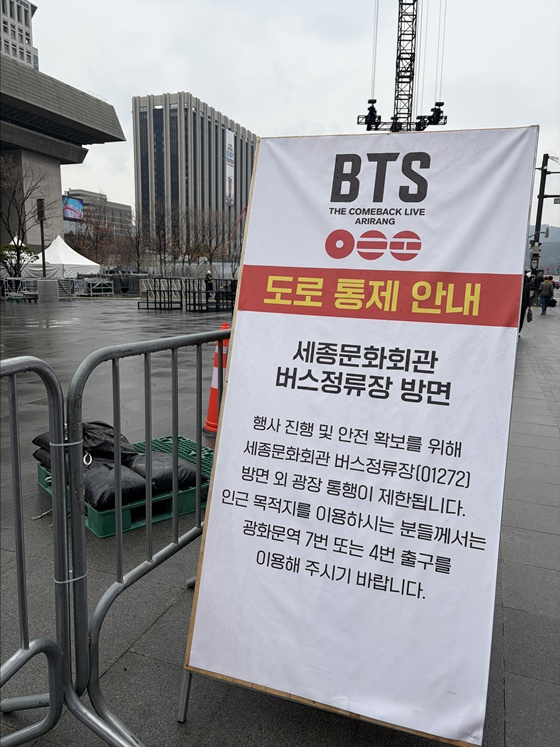 BTS
THE COMEBACK LIVE
ARIRANG
도로 통제 안내
세종문화회관
버스정류장 방면
행사 진행 및 안전 확보를 위해
세종문화회관 버스정류장(01272)
방면 외 광장 통행이 제한됩니다.
인근 목적지를 이용하시는 분들께서는
광화문역 7번 또는 4번 출구를
이용해 주시기 바랍니다.